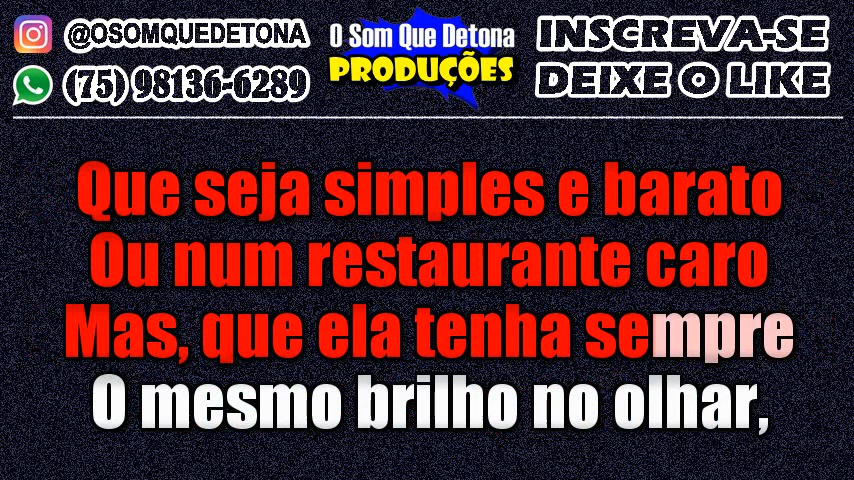 @OSOMQUEDETONA
(75) 98136-6289
O Som Que Detona
PRODUÇÕES
INSCREVA-SE
DEIXE O LIKE
Que seja simples e barato
Ou num restaurante caro
Mas, que ela tenha sempre
O mesmo brilho no olhar,